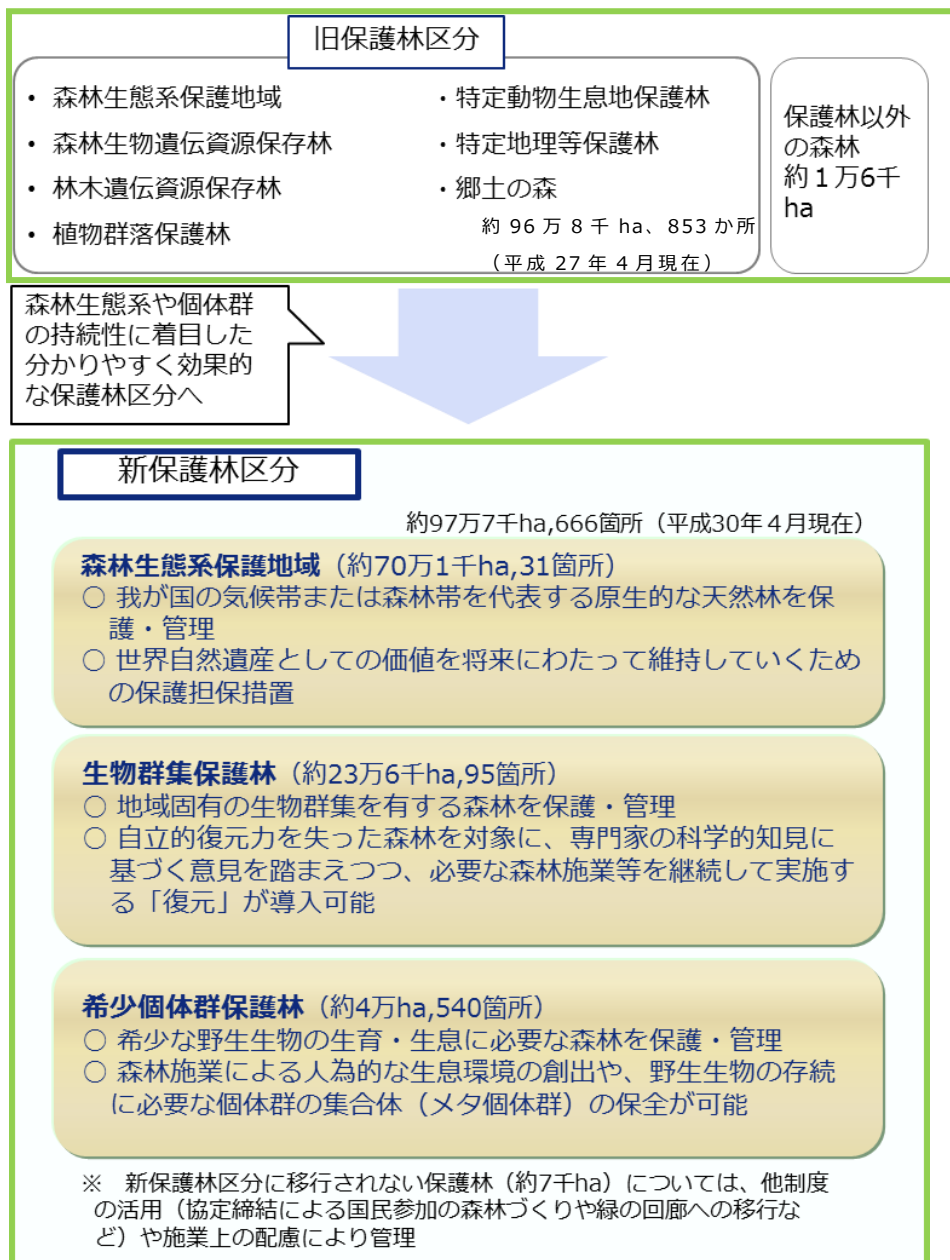 旧保護林区分
・ 森林生態系保護地域
・ 森林生物遺伝資源保存林
・ 林木遺伝資源保存林
・ 植物群落保護林
・特定動物生息地保護林
・特定地理等保護林
・郷土の森
約 96 万 8 千 ha、853 か所
（平成 27 年 4 月現在）
保護林以外
の森林
約１万6千
ha
森林生態系や個体群
の持続性に着目した
分かりやすく効果的
な保護林区分へ
新保護林区分
約97万7千ha,666箇所（平成30年４月現在）
森林生態系保護地域（約70万1千ha,31箇所）
○ 我が国の気候帯または森林帯を代表する原生的な天然林を保
護・管理
○ 世界自然遺産としての価値を将来にわたって維持していくため
の保護担保措置
生物群集保護林（約23万6千ha,95箇所）
○ 地域固有の生物群集を有する森林を保護・管理
○ 自立的復元力を失った森林を対象に、専門家の科学的知見に
基づく意見を踏まえつつ、必要な森林施業等を継続して実施す
る「復元」が導入可能
希少個体群保護林（約4万ha,540箇所）
○ 希少な野生生物の生育・生息に必要な森林を保護・管理
○ 森林施業による人為的な生息環境の創出や、野生生物の存続
に必要な個体群の集合体（メタ個体群）の保全が可能
※　新保護林区分に移行されない保護林（約7千ha）については、他制度
の活用（協定締結による国民参加の森林づくりや緑の回廊への移行な
ど）や施業上の配慮により管理